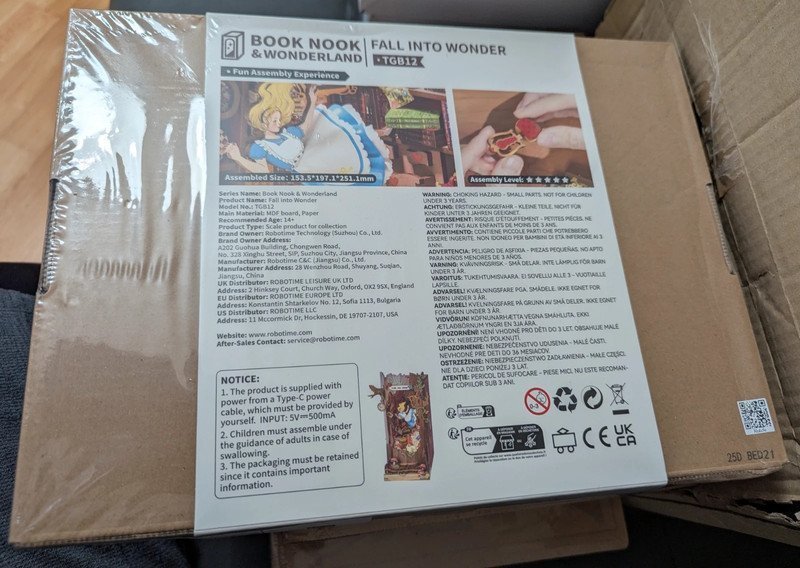 BOOK NOOK
& WONDERLAND
FALL INTO WONDER
• TGB12
• Fun Assembly Experience
Assembled Size: 153.5*197.1*251.1mm
Assembly Level: ★ ★ ★ ★ ★
Series Name: Book Nook & Wonderland
Product Name: Fall into Wonder
Model No.: TGB12
Main Material: MDF board, Paper
Recommended Age: 14+
Product Type: Scale product for collection
Brand Owner: Robotime Technology (Suzhou) Co., Ltd.
Brand Owner Address:
A202 Guohua Building, Chongwen Road,
No. 328 Xinghu Street, SIP, Suzhou City, Jiangsu Province, China
Manufacturer: Robotime C&C (Jiangsu) Co., Ltd.
Manufacturer Address: 28 Wenzhou Road, Shuyang, Suqian,
Jiangsu, China
UK Distributor: ROBOTIME LEISURE UK LTD
Address: 2 Hinksey Court, Church Way, Oxford, OX2 9SX, England
EU Distributor: ROBOTIME EUROPE LTD
Address: Konstantin Shtarkelov No. 12, Sofia 1113, Bulgaria
US Distributor: ROBOTIME LLC
Address: 11 Mccormick Dr, Hockessin, DE 19707-2107, USA
Website: www.robotime.com
After-Sales Contact: service@robotime.com
WARNING: CHOKING HAZARD - SMALL PARTS. NOT FOR CHILDREN
UNDER 3 YEARS.
ACHTUNG: ERSTICKUNGSGEFAHR - KLEINE TEILE. NICHT FÜR
KINDER UNTER 3 JAHREN GEEIGNET.
AVERTISSEMENT: RISQUE D'ÉTOUFFEMENT - PETITES PIÈCES. NE
CONVIENT PAS AUX ENFANTS DE MOINS DE 3 ANS.
AVVERTIMENTO: CONTIENE PICCOLE PARTI CHE POTREBBERO
ESSERE INGERITE. NON IDONEO PER BAMBINI DI ETÀ INFERIORE AI 3
ANNI.
ADVERTENCIA: PELIGRO DE ASFIXIA - PIEZAS PEQUEÑAS. NO APTO
PARA NIÑOS MENORES DE 3 AÑOS.
VARNING: KVÄVNINGSRISK - SMÅ DELAR. INTE LÄMPLIG FÖR BARN UNDER
3 ÅR.
VAROITUS: TUKEHTUMISVAARA. EI SOVELLU ALLE 3 - VUOTIAILLE
LAPSILLE.
ADVARSEL! KVÆLNINGSFARE PGA. SMÅDELE. IKKE EGNET FOR
BØRN UNDER 3 ÅR.
ADVARSEL! KVELNINGSFARE PÅ GRUNN AV SMÅ DELER. IKKE EGNET
FOR BARN UNDER 3 ÅR.
VIÐVÖRUN! KÖFNUNARHÆTTA VEGNA SMÁHLUTA. EKKI
ÆTLAÐ BÖRNUM YNGRI EN 3JA ÁRA.
UPOZORNĚNÍ! NENÍ VHODNÉ PRO DĚTI DO 3 LET. OBSAHUJE MALÉ
DÍLKY. NEBEZPEČÍ POLKNUTÍ.
UPOZORNENIE: NEBEZPEČENSTVO UDUSENIA - MALÉ ČASTI.
NEVHODNÉ PRE DETI DO 36 MESIACOV.
OSTRZEŻENIE: NIEBEZPIECZEŃSTWO ZADŁAWIENIA - MAŁE CZĘŚCI.
NIE DLA DZIECI PONIŻEJ 3 LAT.
ATENȚIE: PERICOL DE SUFOCARE - PIESE MICI. NU ESTE RECOMAN-
DAT COPIILOR SUB 3 ANI.
NOTICE:
1. The product is supplied with
power from a Type-C power
cable, which must be provided by
yourself. INPUT: 5V⎓500mA
2. Children must assemble under
the guidance of adults in case of
swallowing.
3. The packaging must be retained
since it contains important
information.
0-3
FR
Cet appareil
se recycle
CE
UK
CA
25D BED21